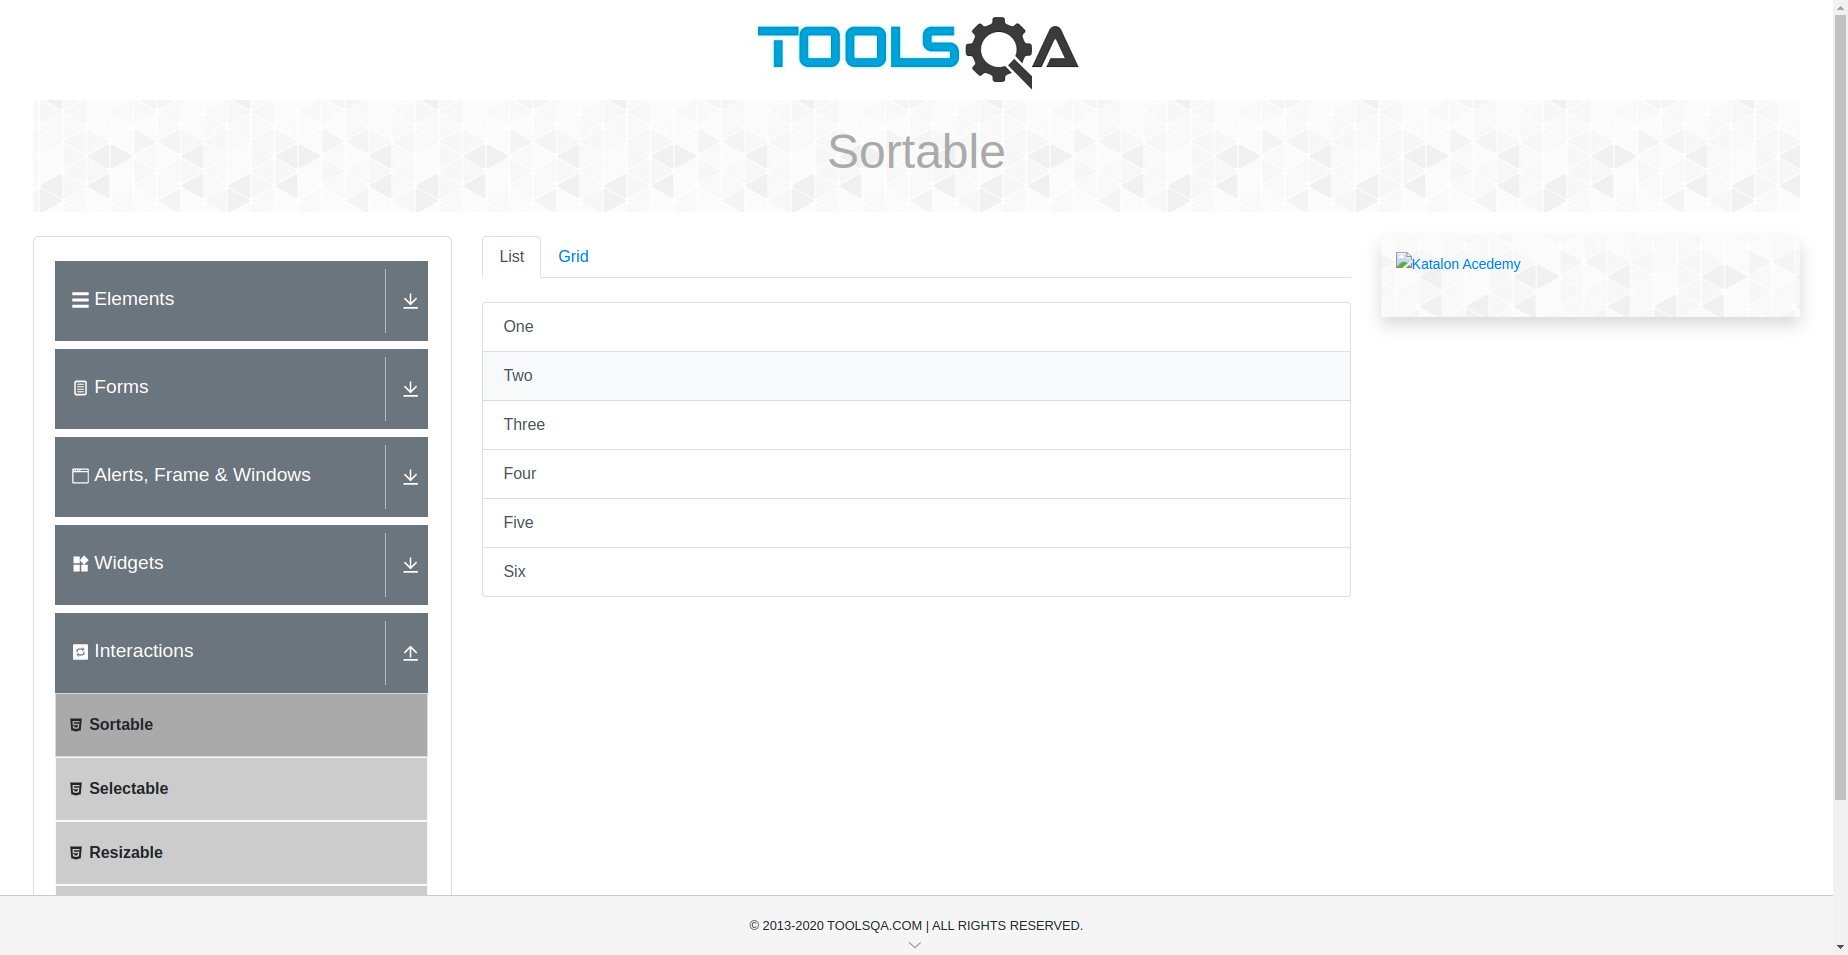 TOOLSQA
Sortable
Elements
Forms
Alerts, Frame & Windows
Widgets
Interactions
Sortable
Selectable
Resizable
List
Grid
One
Two
Three
Four
Five
Six
Katalon Acedemy
© 2013-2020 TOOLSQA.COM | ALL RIGHTS RESERVED.